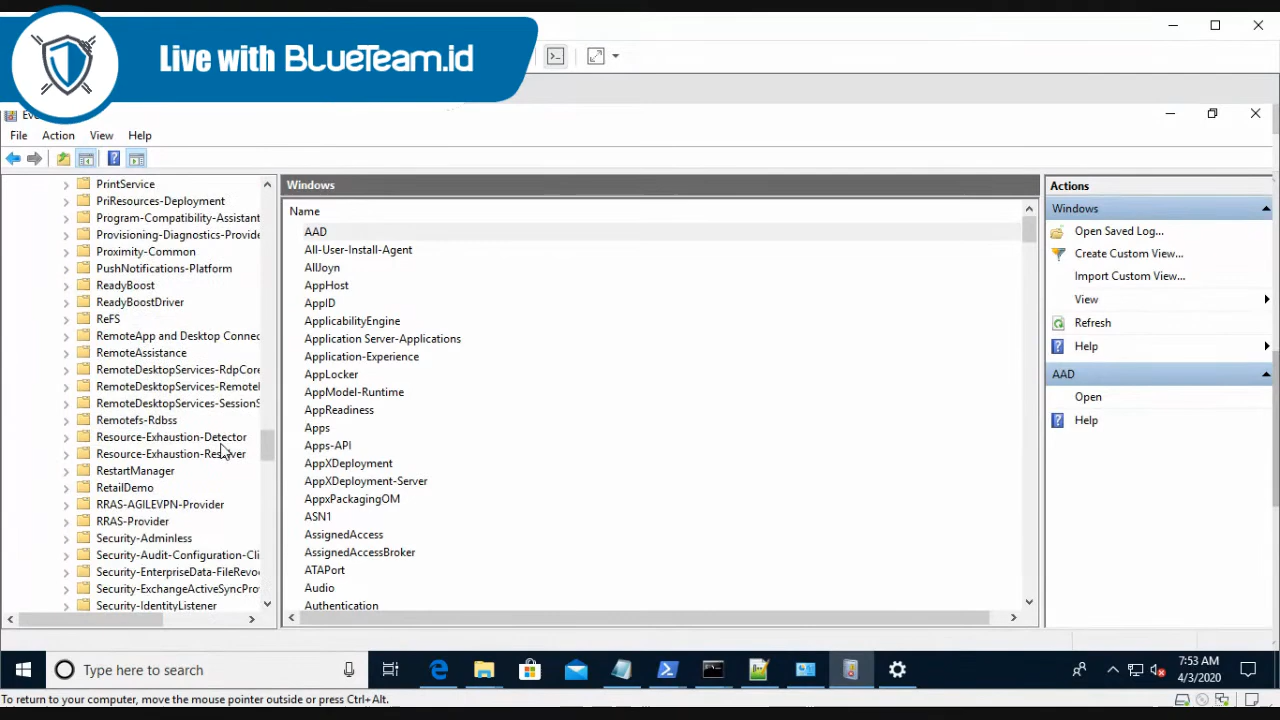 Live with BLUETeam.id
Eve
File Action View Help
PrintService
PriResources-Deployment
Program-Compatibility-Assistant
Provisioning-Diagnostics-Provide
Proximity-Common
PushNotifications-Platform
ReadyBoost
ReadyBoostDriver
ReFS
RemoteApp and Desktop Connec
RemoteAssistance
RemoteDesktopServices-RdpCore
RemoteDesktopServices-RemoteI
RemoteDesktopServices-SessionS
Remotefs-Rdbss
Resource-Exhaustion-Detector
Resource-Exhaustion-Resolver
RestartManager
RetailDemo
RRAS-AGILEVPN-Provider
RRAS-Provider
Security-Adminless
Security-Audit-Configuration-Cli
Security-EnterpriseData-FileRevo
Security-ExchangeActiveSyncPro
Security-IdentityListener
Windows
Name
AAD
All-User-Install-Agent
AllJoyn
AppHost
AppID
ApplicabilityEngine
Application Server-Applications
Application-Experience
AppLocker
AppModel-Runtime
AppReadiness
Apps
Apps-API
AppXDeployment
AppXDeployment-Server
AppxPackagingOM
ASN1
AssignedAccess
AssignedAccessBroker
ATAPort
Audio
Authentication
Actions
Windows
Open Saved Log...
Create Custom View...
Import Custom View...
View
Refresh
Help
AAD
Open
Help
Type here to search
7:53 AM
4/3/2020
To return to your computer, move the mouse pointer outside or press Ctrl+Alt.